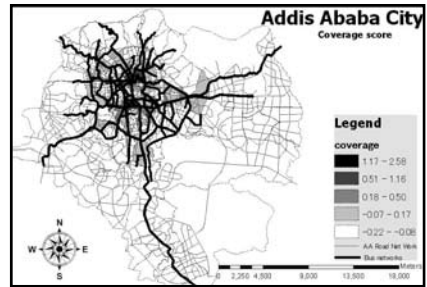 Addis Ababa City
Coverage score
Legend
coverage
1.17 - 2.58
0.51 - 1.16
0.18 - 0.50
-0.07 - 0.17
-0.22 - -0.08
AA Road Net Work
Bus networks
N
W
E
S
0 2,250 4,500 9,000 13,500 18,000
Meters